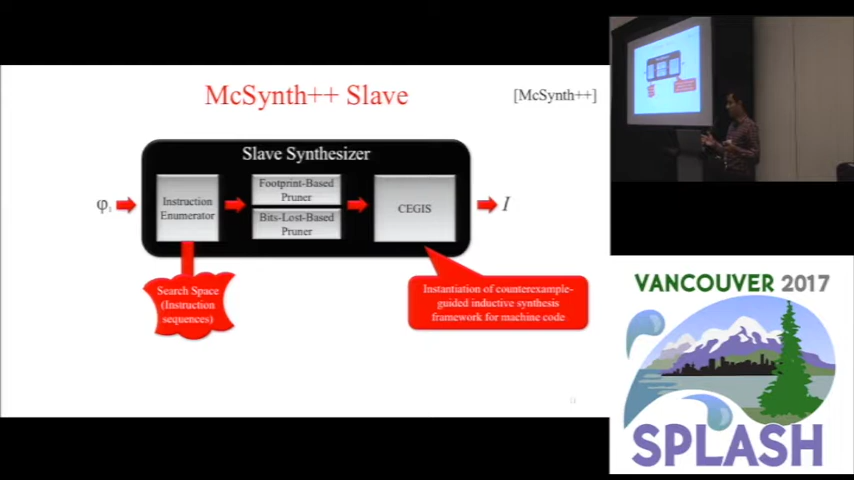 McSynth++ Slave
[McSynth++]
Slave Synthesizer
φ₁
Instruction
Enumerator
Footprint-Based
Pruner
Bits-Lost-Based
Pruner
CEGIS
I
Search Space
(Instruction
sequences)
Instantiation of counterexample-
guided inductive synthesis
framework for machine code
VANCOUVER 2017
SPLASH